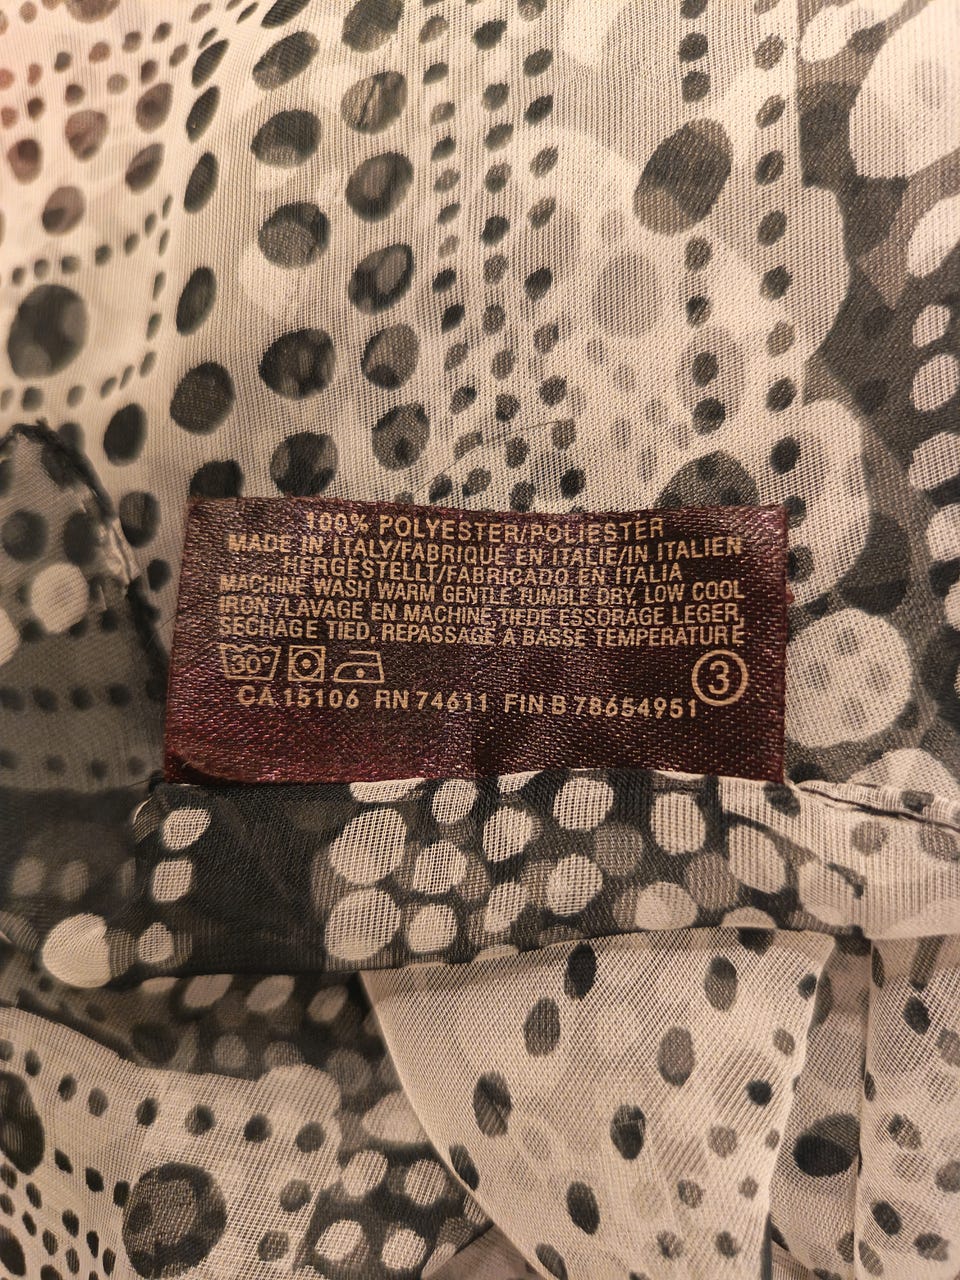 100% POLYESTER/POLIESTER
MADE IN ITALY/FABRIQUÉ EN ITALIE/IN ITALIEN
HERGESTELLT/FABRICADO EN ITALIA
MACHINE WASH WARM GENTLE TUMBLE DRY, LOW COOL
IRON /LAVAGE EN MACHINE, TIEDE ESSORAGE LEGER,
SECHAGE TIED, REPASSAGE A BASSE TEMPERATURE
30° 3
CA 15106 RN 74611 FIN B 78654951